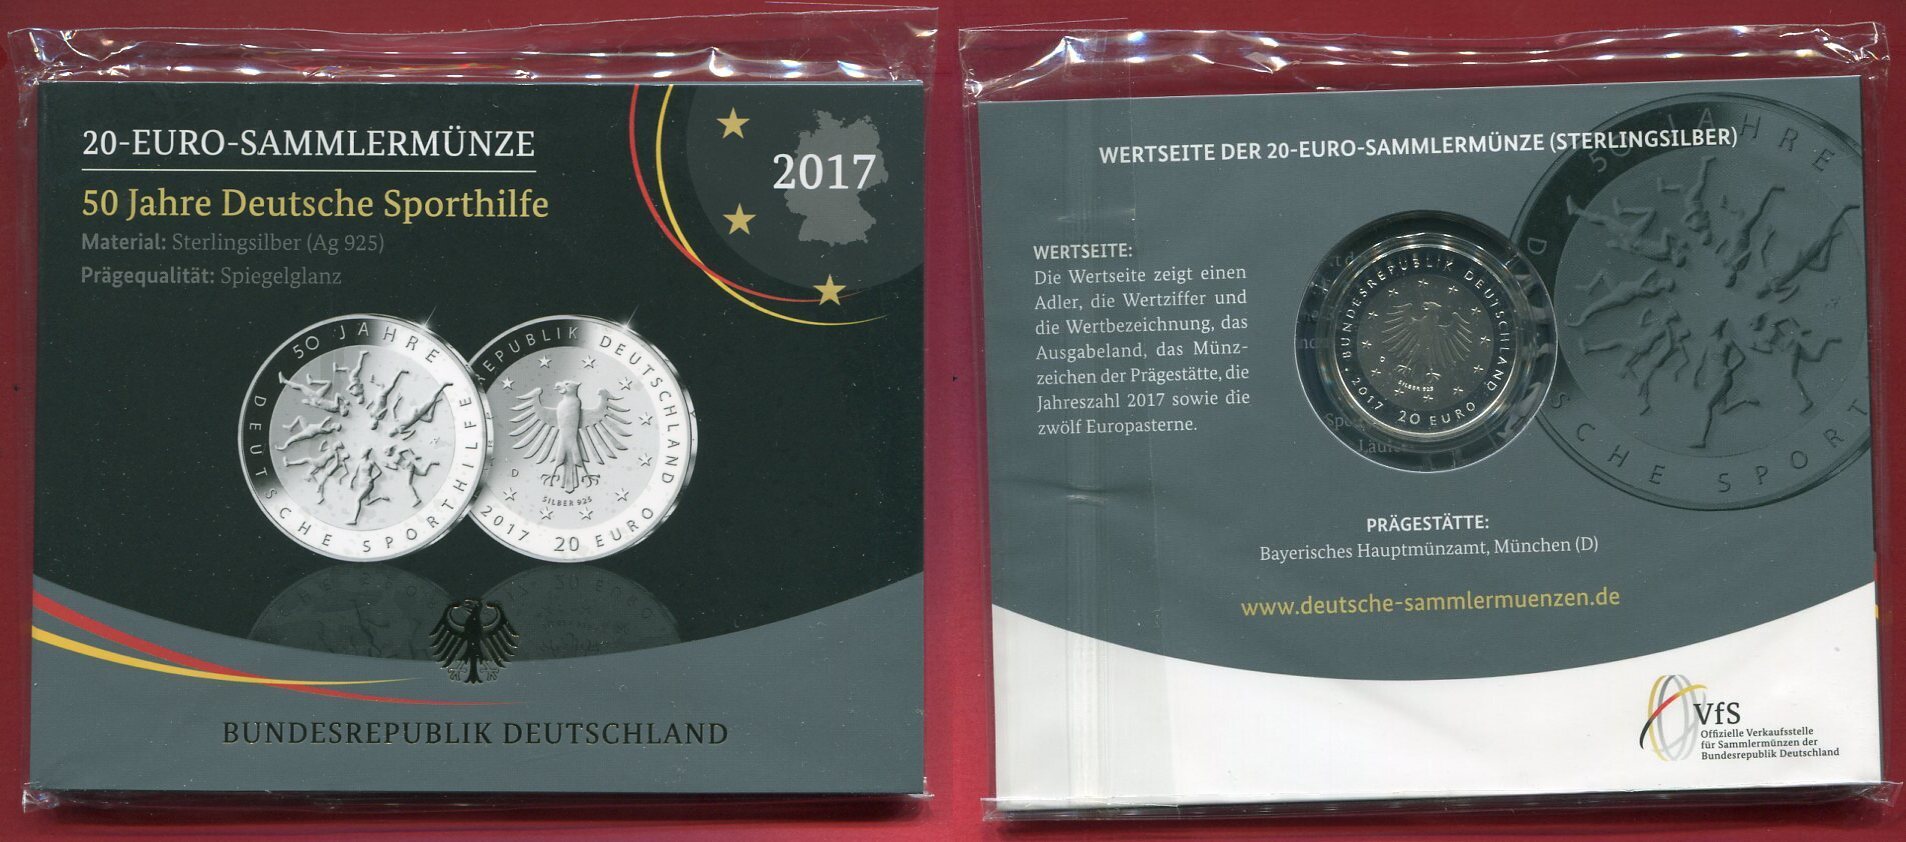 20-EURO-SAMMLERMÜNZE
50 Jahre Deutsche Sporthilfe
Material: Sterlingsilber (Ag 925)
Prägequalität: Spiegelglanz
2017
50 JAHRE
DEUTSCHE SPORTHILFE
REPUBLIK DEUTSCHLAND
D
SILBER 925
2017 20 EURO
BUNDESREPUBLIK DEUTSCHLAND
WERTSEITE DER 20-EURO-SAMMLERMÜNZE (STERLINGSILBER)
WERTSEITE:
Die Wertseite zeigt einen
Adler, die Wertziffer und
die Wertbezeichnung, das
Ausgabeland, das Münz-
zeichen der Prägestätte, die
Jahreszahl 2017 sowie die
zwölf Europasterne.
BUNDESREPUBLIK DEUTSCHLAND
D
SILBER 925
2017 20 EURO
50 JAHRE
SCHE SPORT
PRÄGESTÄTTE:
Bayerisches Hauptmünzamt, München (D)
www.deutsche-sammlermuenzen.de
VfS
Offizielle Verkaufsstelle
für Sammlermünzen der
Bundesrepublik Deutschland